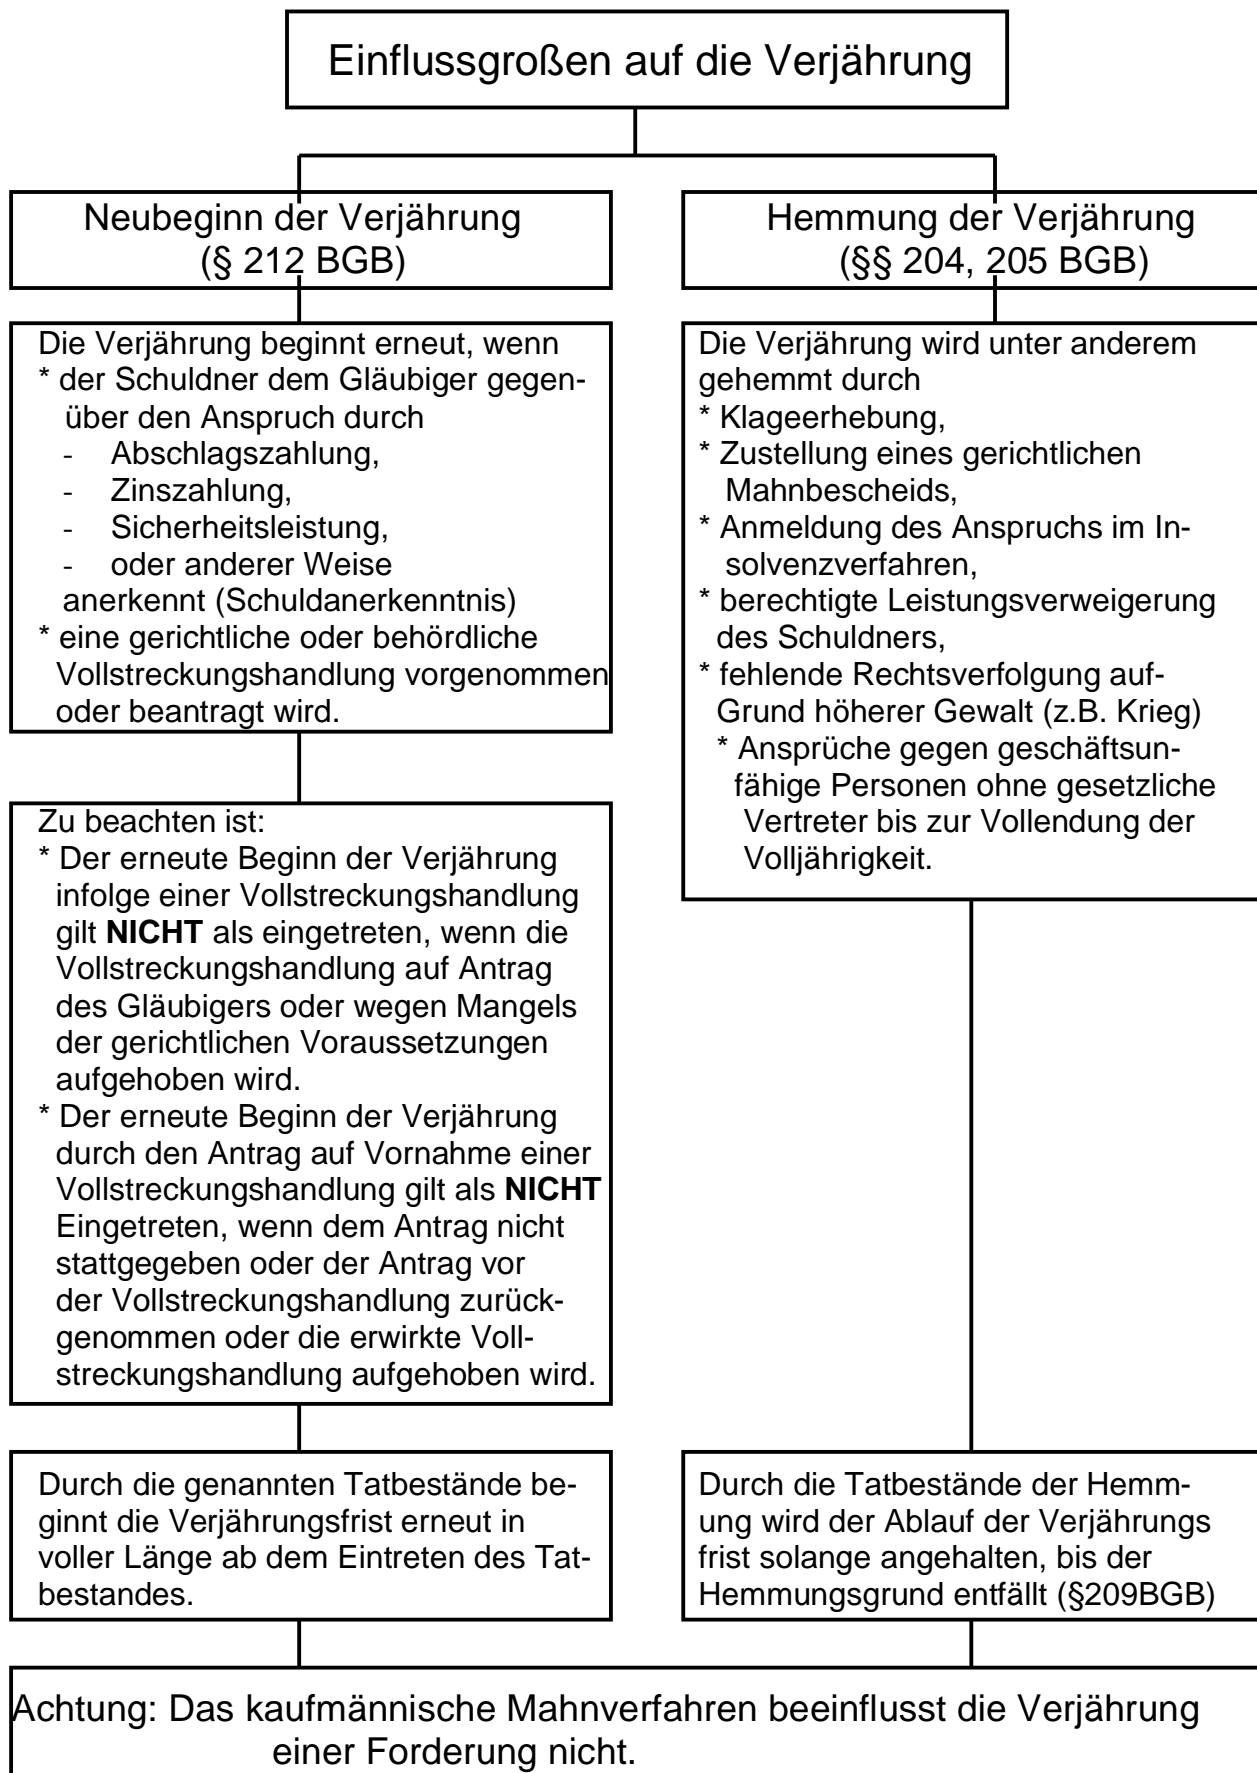 Einflussgroßen auf die Verjährung
Neubeginn der Verjährung
(§ 212 BGB)
Die Verjährung beginnt erneut, wenn
* der Schuldner dem Gläubiger gegen-
über den Anspruch durch
- Abschlagszahlung,
- Zinszahlung,
- Sicherheitsleistung,
- oder anderer Weise
anerkennt (Schuldanerkenntnis)
* eine gerichtliche oder behördliche
Vollstreckungshandlung vorgenommen
oder beantragt wird.
Zu beachten ist:
* Der erneute Beginn der Verjährung
infolge einer Vollstreckungshandlung
gilt NICHT als eingetreten, wenn die
Vollstreckungshandlung auf Antrag
des Gläubigers oder wegen Mangels
der gerichtlichen Voraussetzungen
aufgehoben wird.
* Der erneute Beginn der Verjährung
durch den Antrag auf Vornahme einer
Vollstreckungshandlung gilt als NICHT
Eingetreten, wenn dem Antrag nicht
stattgegeben oder der Antrag vor
der Vollstreckungshandlung zurück-
genommen oder die erwirkte Voll-
streckungshandlung aufgehoben wird.
Durch die genannten Tatbestände be-
ginnt die Verjährungsfrist erneut in
voller Länge ab dem Eintreten des Tat-
bestandes.
Hemmung der Verjährung
(§§ 204, 205 BGB)
Die Verjährung wird unter anderem
gehemmt durch
* Klageerhebung,
* Zustellung eines gerichtlichen
Mahnbescheids,
* Anmeldung des Anspruchs im In-
solvenzverfahren,
* berechtigte Leistungsverweigerung
des Schuldners,
* fehlende Rechtsverfolgung auf-
Grund höherer Gewalt (z.B. Krieg)
* Ansprüche gegen geschäftsun-
fähige Personen ohne gesetzliche
Vertreter bis zur Vollendung der
Volljährigkeit.
Durch die Tatbestände der Hemm-
ung wird der Ablauf der Verjährungs
frist solange angehalten, bis der
Hemmungsgrund entfällt (§209BGB)
Achtung: Das kaufmännische Mahnverfahren beeinflusst die Verjährung
einer Forderung nicht.